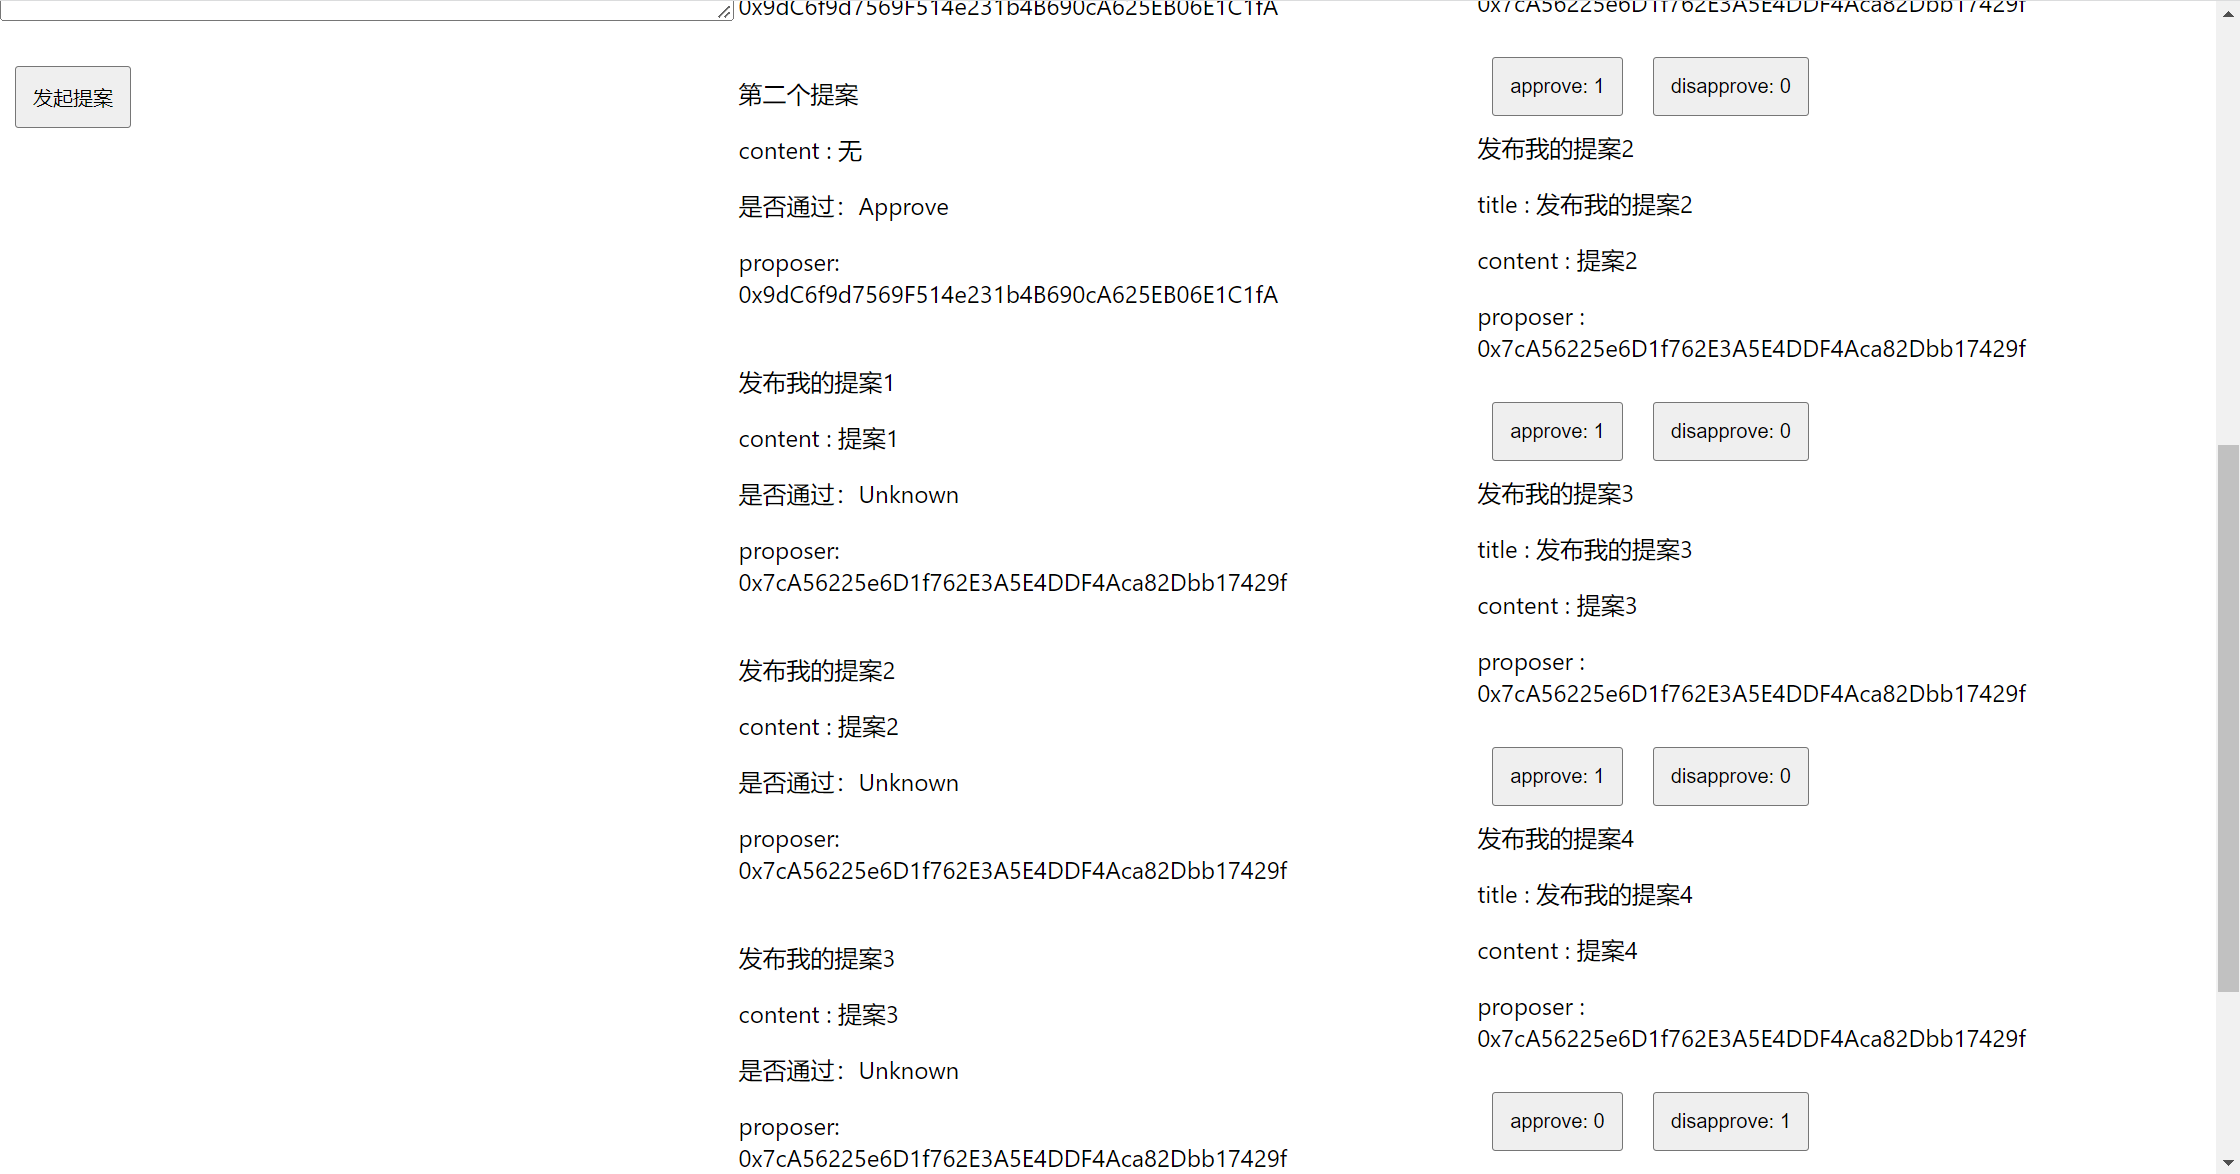 发起提案
0x9dC6f9d7569F514e231b4B690cA625EB06E1C1fA
第二个提案
content : 无
是否通过：Approve
proposer:
0x9dC6f9d7569F514e231b4B690cA625EB06E1C1fA
发布我的提案1
content : 提案1
是否通过：Unknown
proposer:
0x7cA56225e6D1f762E3A5E4DDF4Aca82Dbb17429f
发布我的提案2
content : 提案2
是否通过：Unknown
proposer:
0x7cA56225e6D1f762E3A5E4DDF4Aca82Dbb17429f
发布我的提案3
content : 提案3
是否通过：Unknown
proposer:
0x7cA56225e6D1f762E3A5E4DDF4Aca82Dbb17429f
0x7cA56225e6D1f762E3A5E4DDF4Aca82Dbb17429f
approve: 1 disapprove: 0
发布我的提案2
title : 发布我的提案2
content : 提案2
proposer :
0x7cA56225e6D1f762E3A5E4DDF4Aca82Dbb17429f
approve: 1 disapprove: 0
发布我的提案3
title : 发布我的提案3
content : 提案3
proposer :
0x7cA56225e6D1f762E3A5E4DDF4Aca82Dbb17429f
approve: 1 disapprove: 0
发布我的提案4
title : 发布我的提案4
content : 提案4
proposer :
0x7cA56225e6D1f762E3A5E4DDF4Aca82Dbb17429f
approve: 0 disapprove: 1